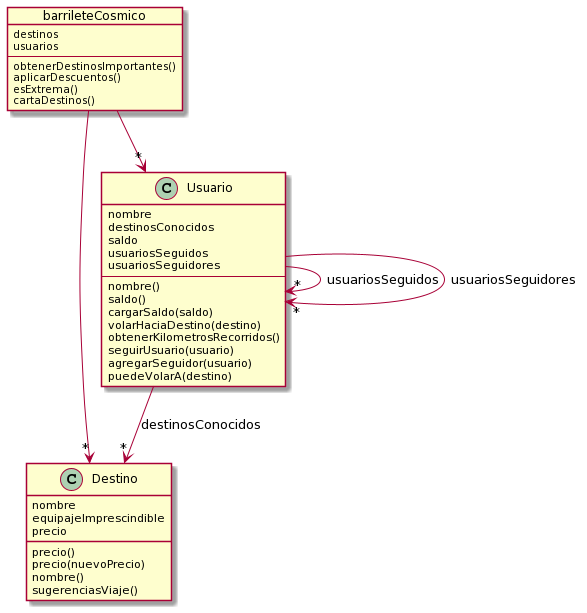 barrileteCosmico
destinos
usuarios
obtenerDestinosImportantes()
aplicarDescuentos()
esExtrema()
cartaDestinos()
*
C Usuario
nombre
destinosConocidos
saldo
usuariosSeguidos
usuariosSeguidores
nombre()
saldo()
cargarSaldo(saldo)
volarHaciaDestino(destino)
obtenerKilometrosRecorridos()
seguirUsuario(usuario)
agregarSeguidor(usuario)
puedeVolarA(destino)
* usuariosSeguidos
* usuariosSeguidores
destinosConocidos
* *
C Destino
nombre
equipajeImprescindible
precio
precio()
precio(nuevoPrecio)
nombre()
sugerenciasViaje()